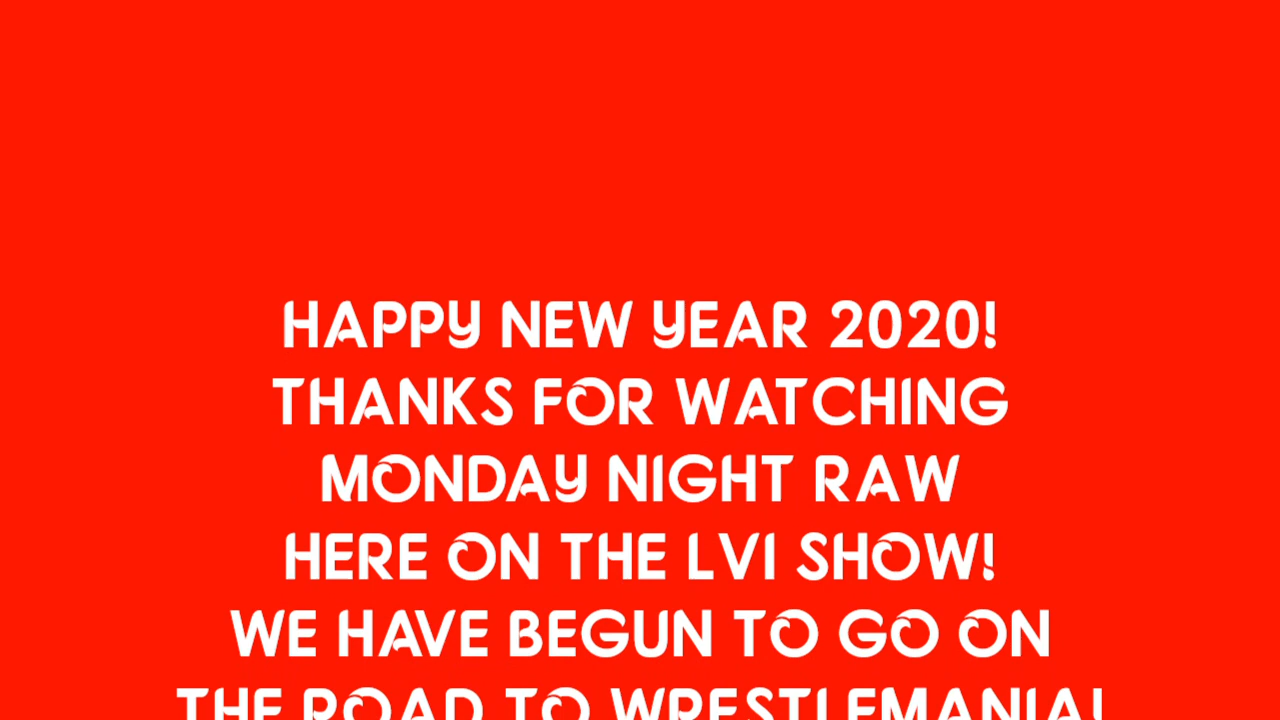 HAPPY NEW YEAR 2020!
THANKS FOR WATCHING
MONDAY NIGHT RAW
HERE ON THE LVI SHOW!
WE HAVE BEGUN TO GO ON
THE ROAD TO WRESTLEMANIA!